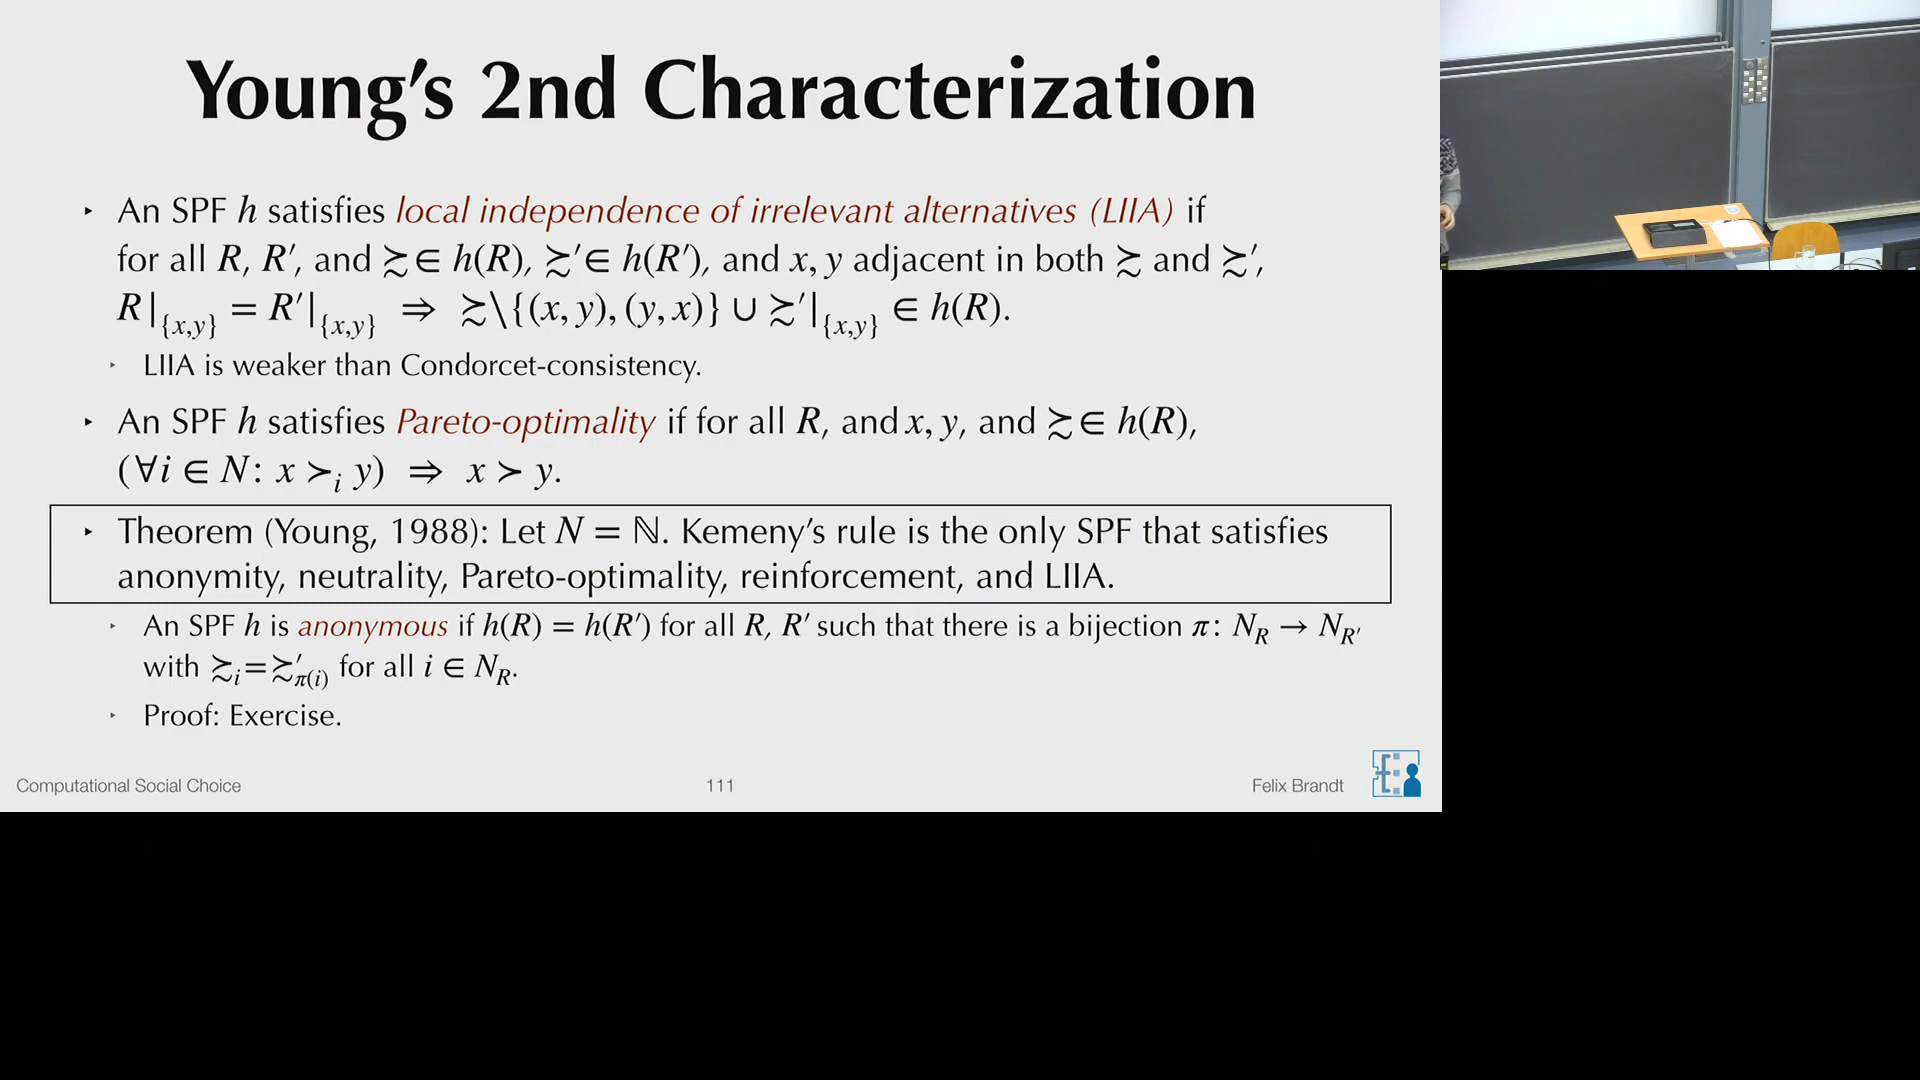 Young's 2nd Characterization
‣ An SPF h satisfies local independence of irrelevant alternatives (LIIA) if
for all R, R′, and ≿∈ h(R), ≿′∈ h(R′), and x, y adjacent in both ≿ and ≿′,
R|_{x,y} = R′|_{x,y} ⇒ ≿\{(x, y), (y, x)} ∪ ≿′|_{x,y} ∈ h(R).
‣ LIIA is weaker than Condorcet-consistency.
‣ An SPF h satisfies Pareto-optimality if for all R, and x, y, and ≿∈ h(R),
(∀i ∈ N: x ≻_i y) ⇒ x ≻ y.
‣ Theorem (Young, 1988): Let N = ℕ. Kemeny's rule is the only SPF that satisfies
anonymity, neutrality, Pareto-optimality, reinforcement, and LIIA.
‣ An SPF h is anonymous if h(R) = h(R′) for all R, R′ such that there is a bijection π: N_R → N_R′
with ≿_i=≿′_π(i) for all i ∈ N_R.
‣ Proof: Exercise.
Computational Social Choice 111 Felix Brandt